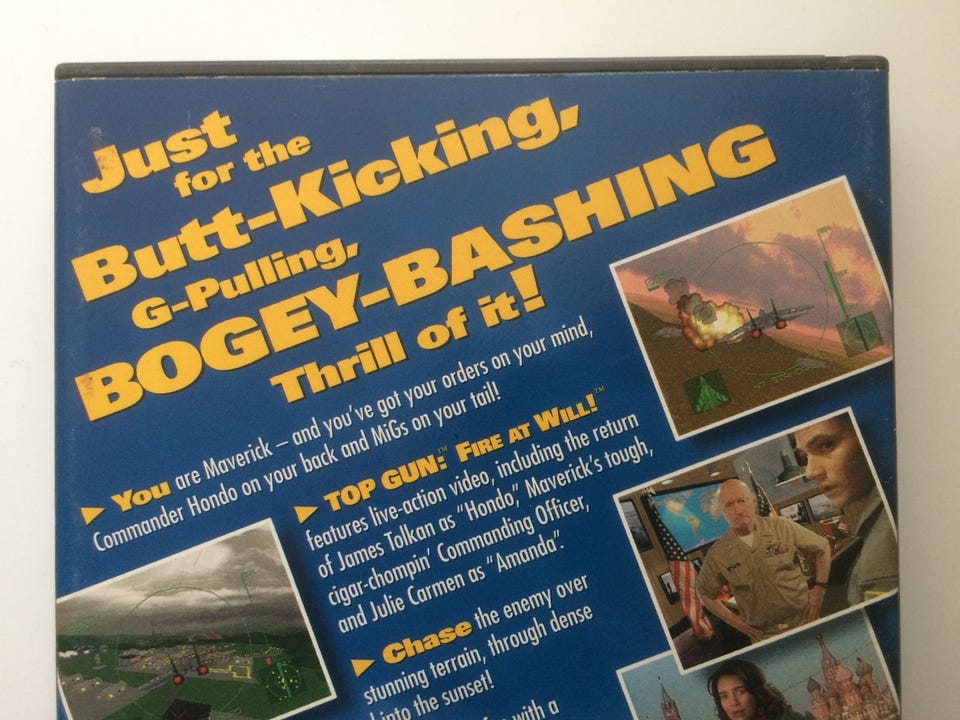 Just
for the
Butt-Kicking,
G-Pulling,
BOGEY-BASHING
Thrill of it!
► You are Maverick – and you've got your orders on your mind,
Commander Hondo on your back and MiGs on your tail!
► TOP GUN:™ FIRE AT WILL!™
features live-action video, including the return
of James Tolkan as "Hondo," Maverick's tough,
cigar-chompin' Commanding Officer,
and Julie Carmen as "Amanda".
► Chase the enemy over
stunning terrain, through dense
into the sunset!
with a